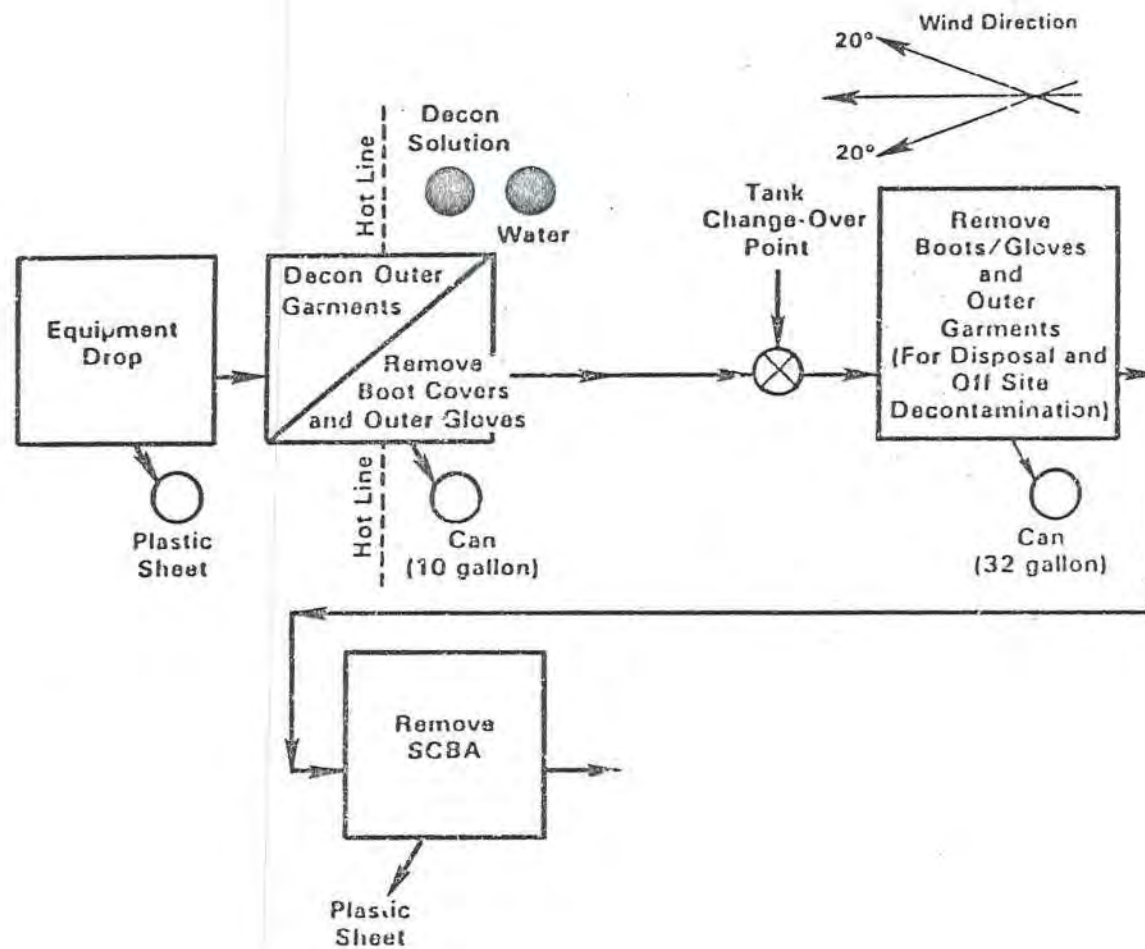 Wind Direction
20°
20°
Decon
Solution
Water
Hot Line
Tank
Change-Over
Point
Equipment
Drop
Decon Outer
Garments
Remove
Boot Covers
and Outer Gloves
Remove
Boots/Gloves
and
Outer
Garments
(For Disposal and
Off Site
Decontamination)
Plastic
Sheet
Hot Line
Can
(10 gallon)
Can
(32 gallon)
Remove
SCBA
Plastic
Sheet